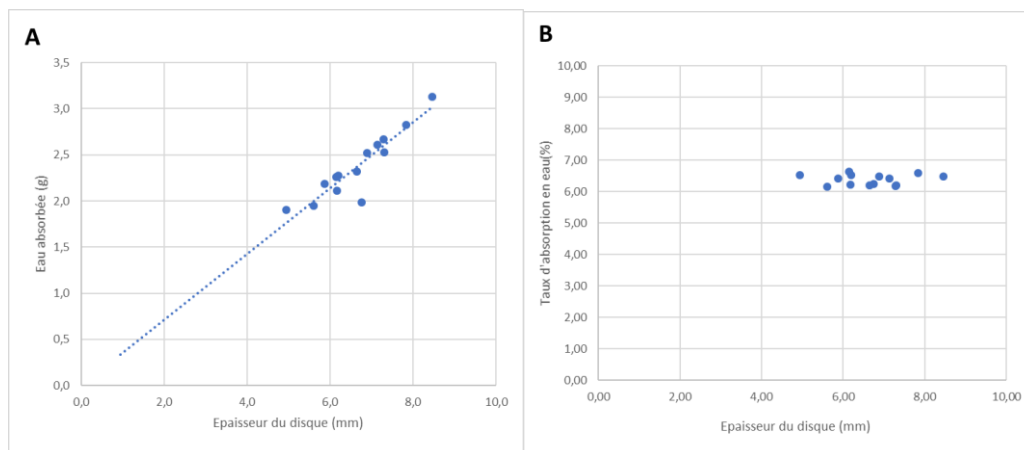 A
3,5
3,0
2,5
2,0
1,5
1,0
0,5
0,0
Eau absorbée (g)
0,0 2,0 4,0 6,0 8,0 10,0
Epaisseur du disque (mm)
B
10,00
9,00
8,00
7,00
6,00
5,00
4,00
3,00
2,00
1,00
0,00
Taux d'absorption en eau(%)
0,00 2,00 4,00 6,00 8,00 10,00
Epaisseur du disque (mm)